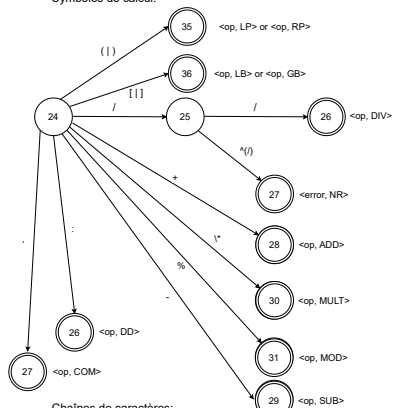 Symboles de calcul:
35 <op, LP> or <op, RP>
( | )
36 <op, LB> or <op, GB>
[ | ]
24 / 25 / 26 <op, DIV>
^(/)
27 <error, NR>
+
28 <op, ADD>
\*
30 <op, MULT>
%
31 <op, MOD>
-
29 <op, SUB>
:
26 <op, DD>
,
27 <op, COM>
Chaînes de caractères: